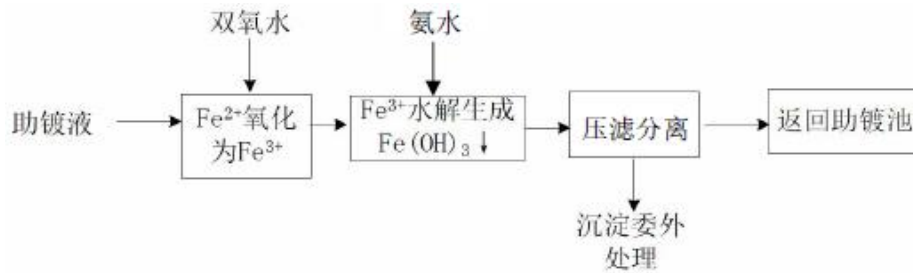 双氧水
氨水
助镀液
Fe²⁺氧化
为Fe³⁺
Fe³⁺水解生成
Fe(OH)₃↓
压滤分离
返回助镀池
沉淀委外
处理